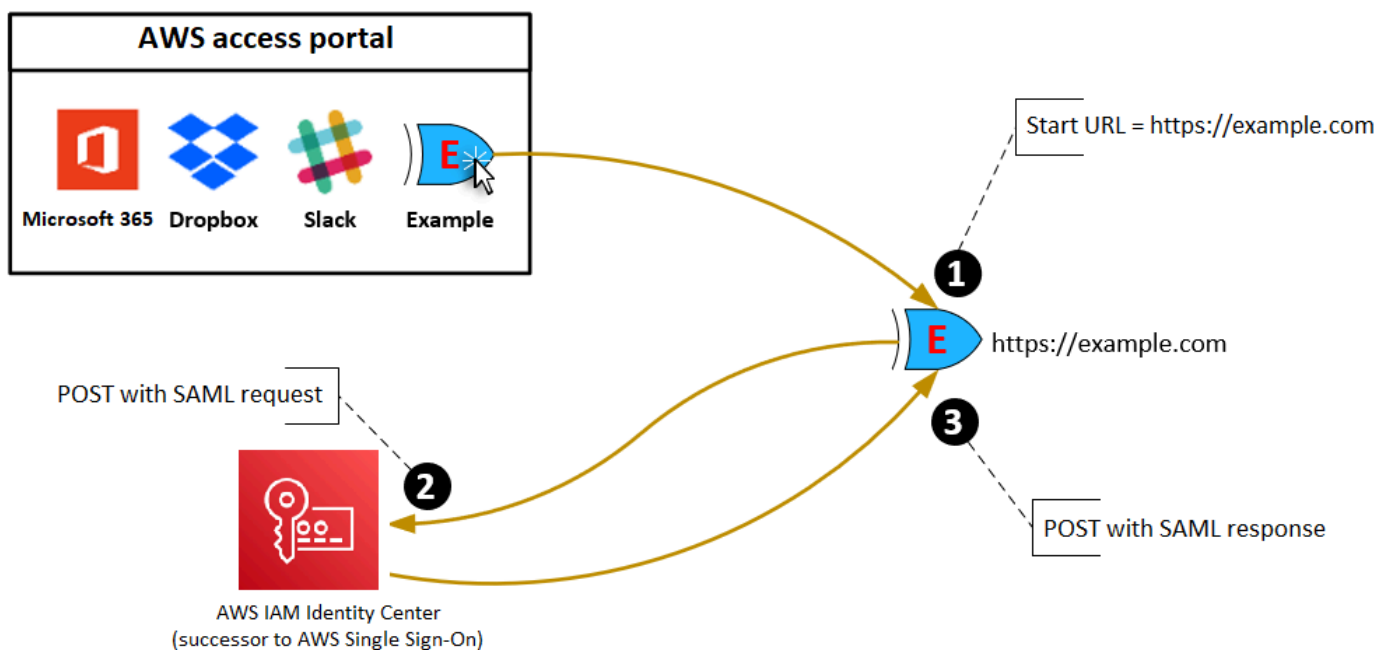 AWS access portal
E
Microsoft 365
Dropbox
Slack
Example
Start URL = https://example.com
1
E
https://example.com
POST with SAML request
2
3
POST with SAML response
AWS IAM Identity Center
(successor to AWS Single Sign-On)